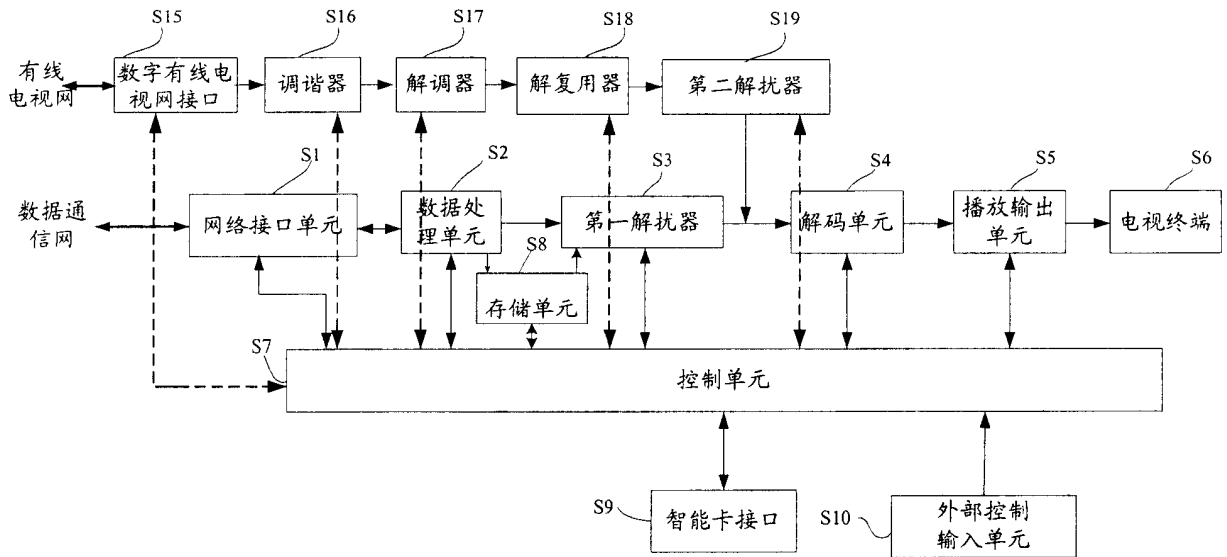 S15
S16
S17
S18
S19
有线
电视网
数字有线电
视网接口
调谐器
解调器
解复用器
第二解扰器
S1
S2
S3
S4
S5
S6
数据通
信网
网络接口单元
数据处
理单元
第一解扰器
解码单元
播放输出
单元
电视终端
S8
存储单元
S7
控制单元
S9
智能卡接口
S10
外部控制
输入单元